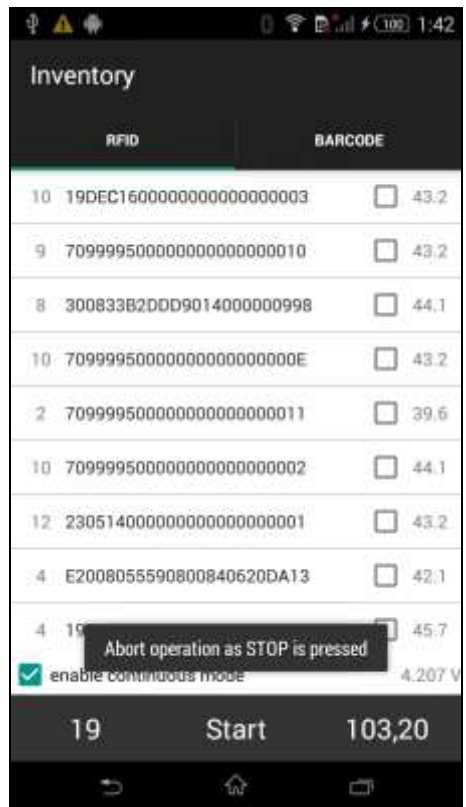 100 1:42
Inventory
RFID BARCODE
10 19DEC1600000000000000000003 43.2
9 709999500000000000000010 43.2
8 300833B2DDD9014000000998 44.1
10 70999950000000000000000E 43.2
2 709999500000000000000011 39.6
10 709999500000000000000002 44.1
12 230514000000000000000001 43.2
4 E2008055590800840620DA13 42.1
4 19 45.7
Abort operation as STOP is pressed
enable continuous mode 4.207 V
19 Start 103,20